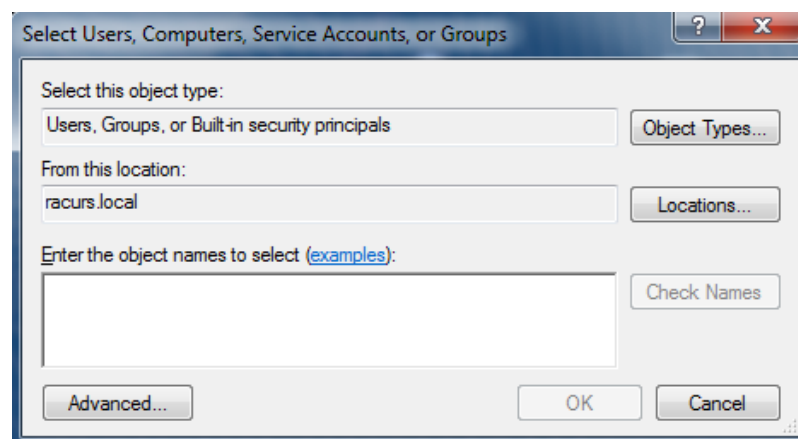 Select Users, Computers, Service Accounts, or Groups
?
X
Select this object type:
Users, Groups, or Built-in security principals
Object Types...
From this location:
racurs.local
Locations...
Enter the object names to select (examples):
Check Names
Advanced...
OK
Cancel